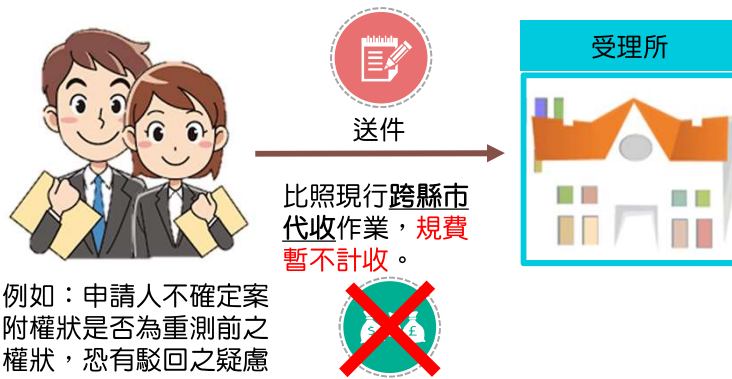 送件
受理所
比照現行跨縣市
代收作業，規費
暫不計收。
例如：申請人不確定案
附權狀是否為重測前之
權狀，恐有駁回之疑慮
$
£